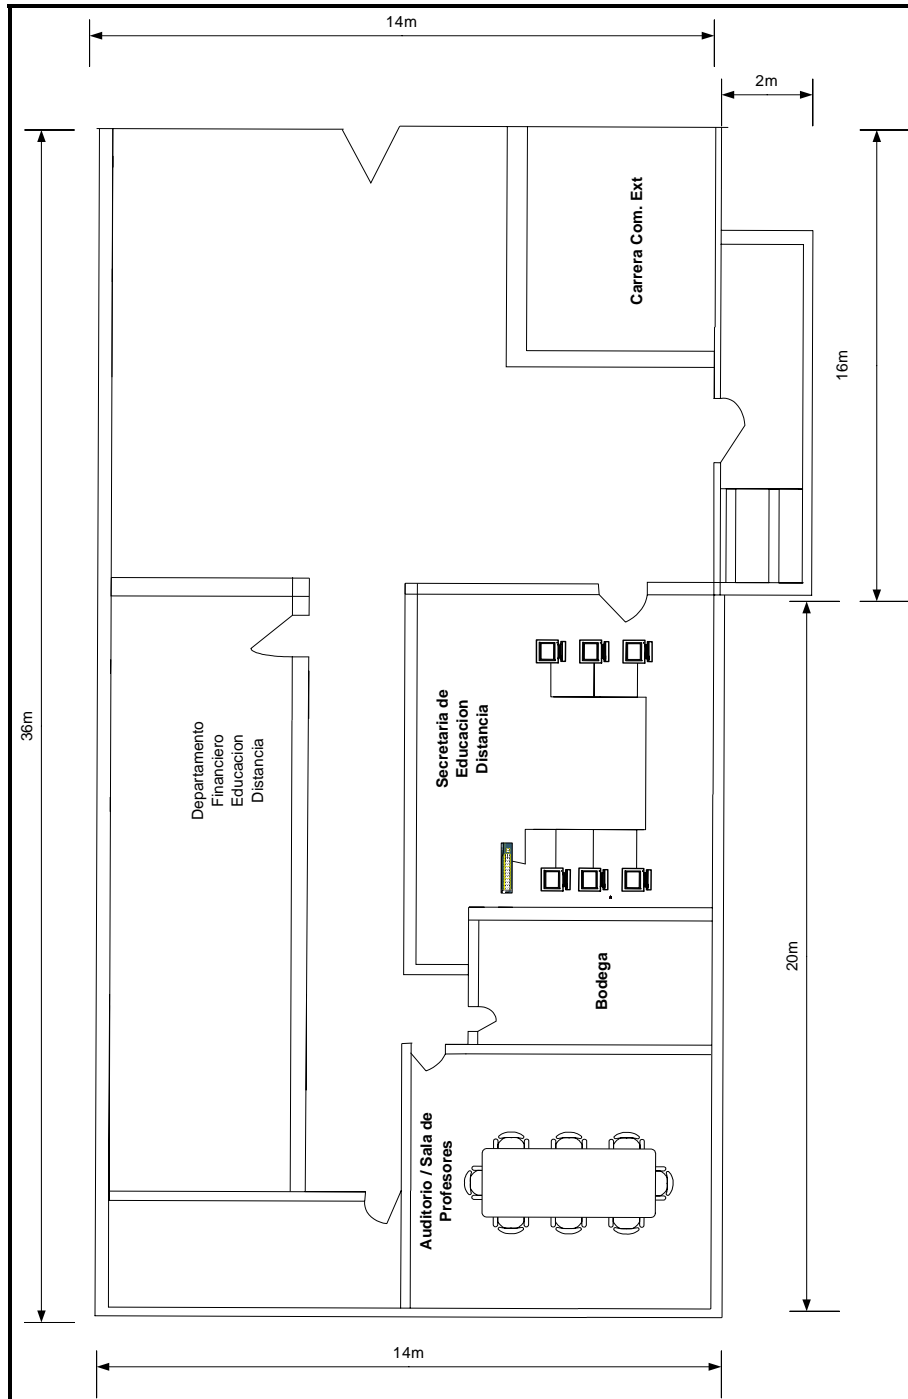 14m
2m
Carrera Com. Ext
16m
36m
Departamento
Financiero
Educacion
Distancia
Secretaria de
Educacion
Distancia
20m
Bodega
Auditorio / Sala de
Profesores
14m